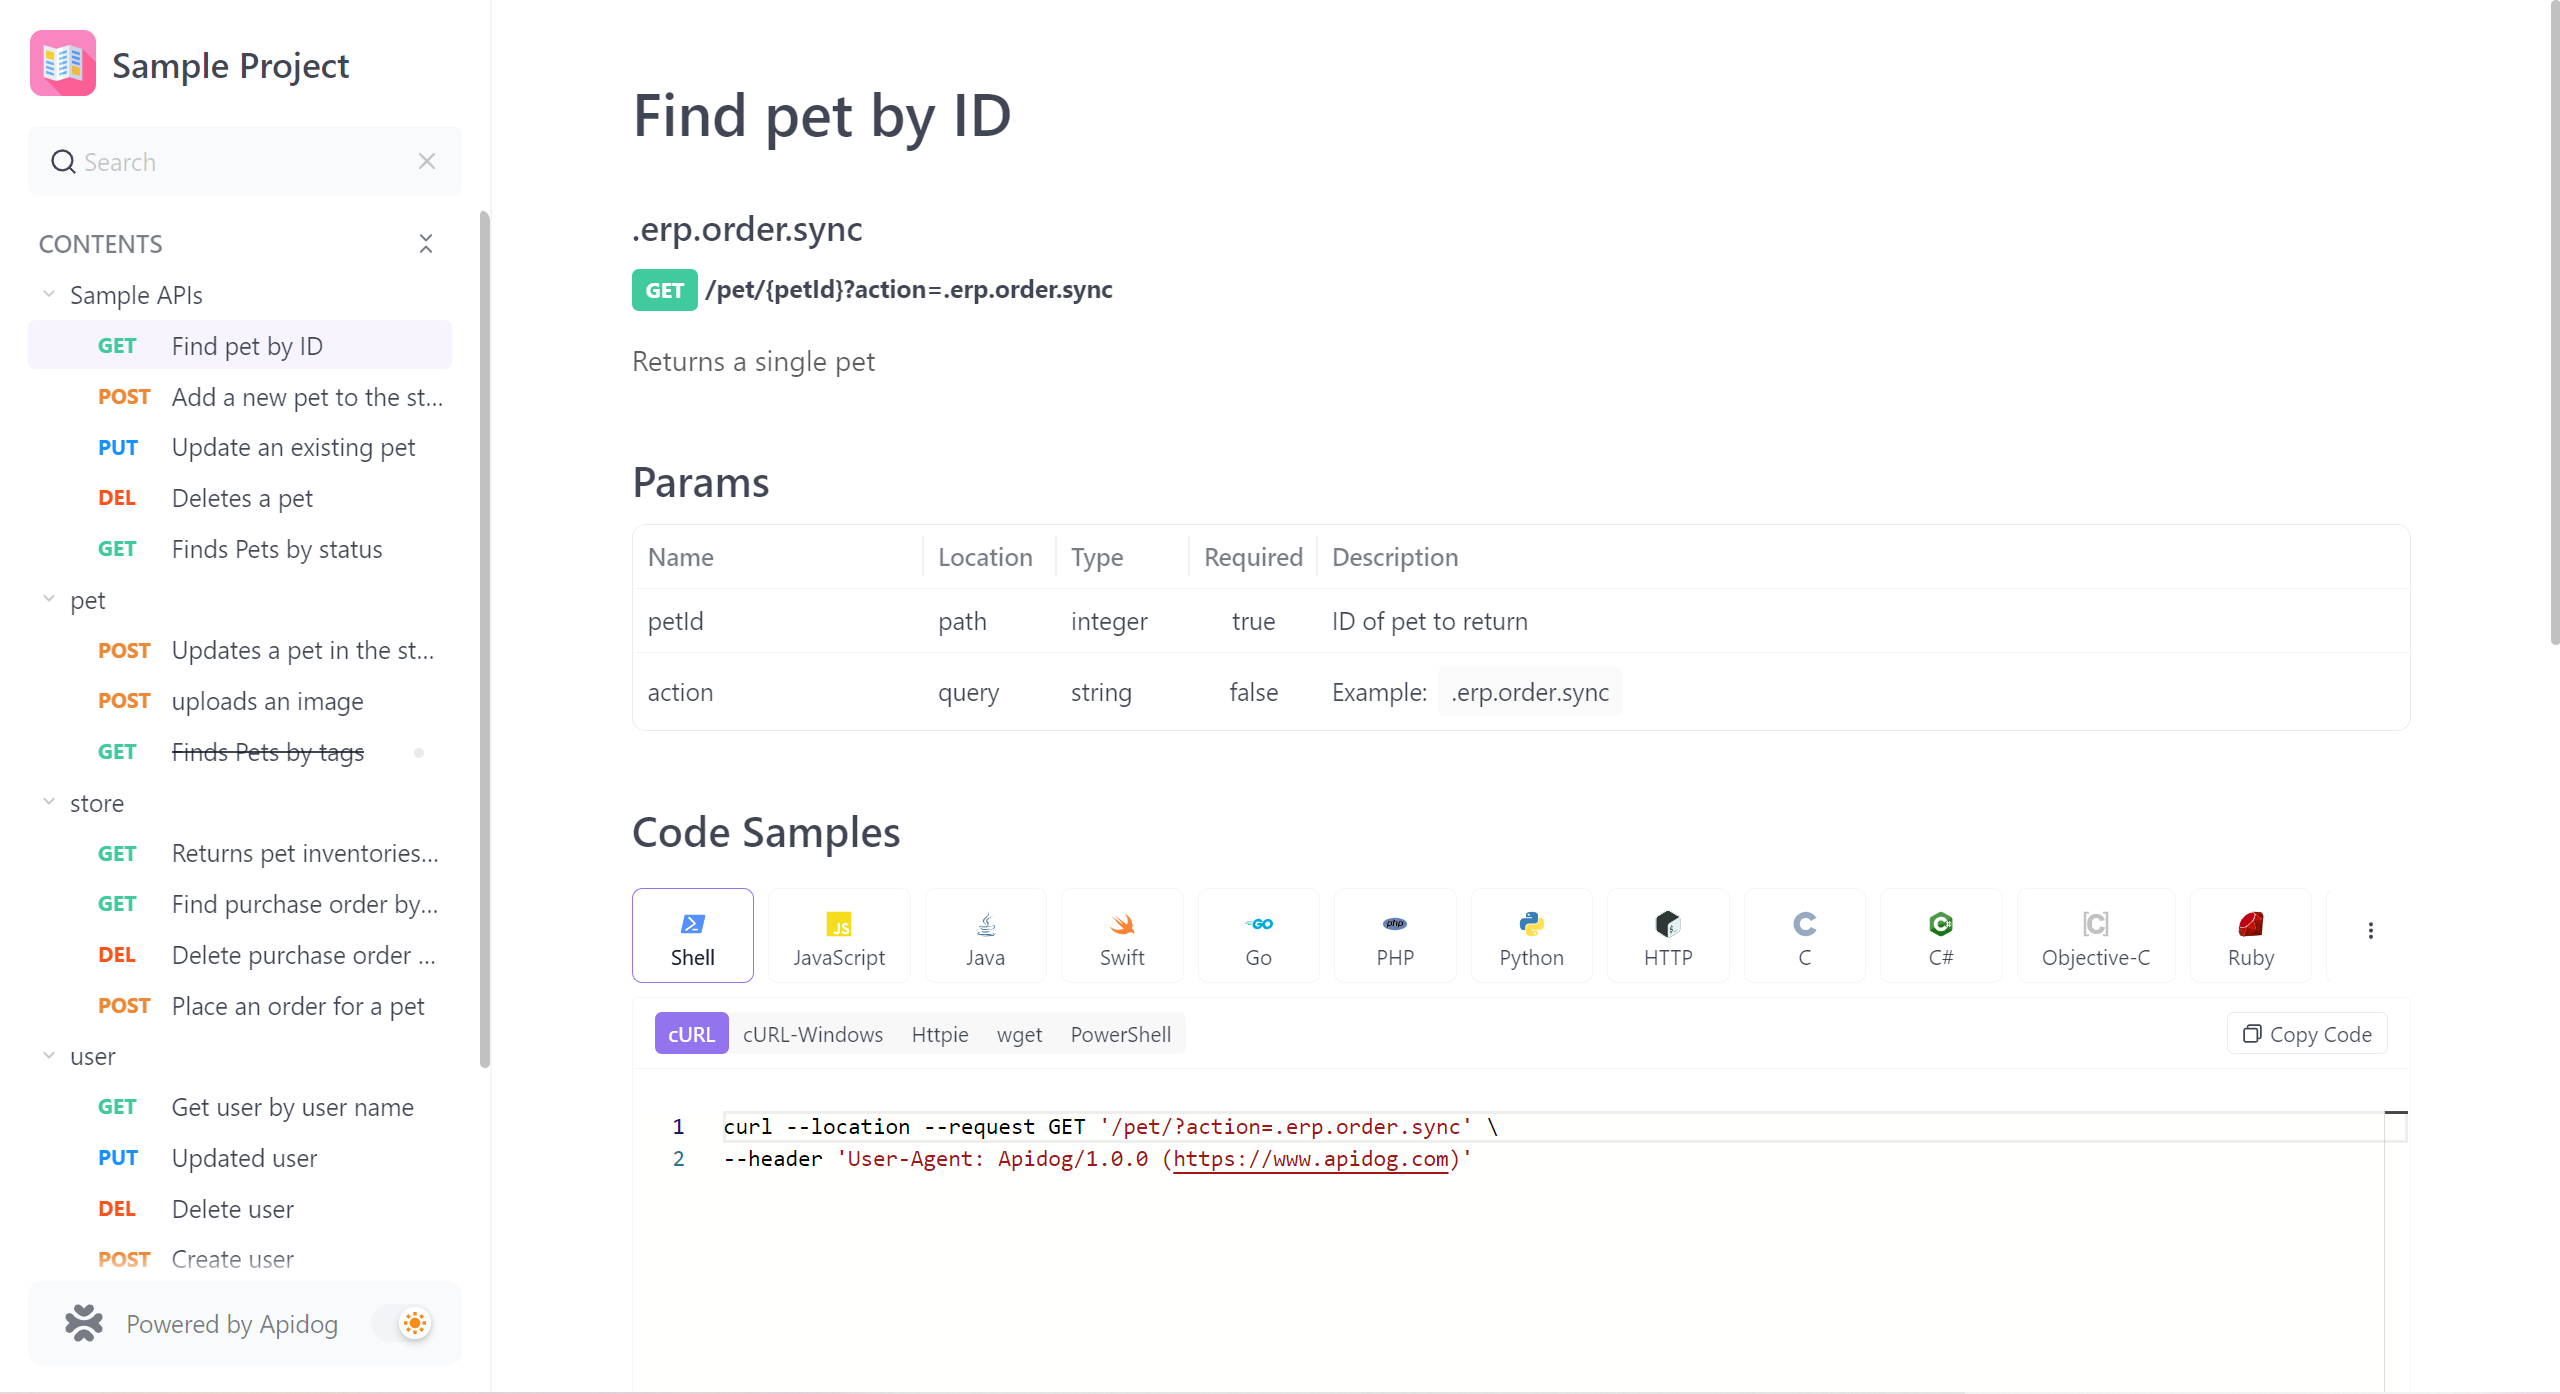 Sample Project
Search
CONTENTS
Sample APIs
GET Find pet by ID
POST Add a new pet to the st...
PUT Update an existing pet
DEL Deletes a pet
GET Finds Pets by status
pet
POST Updates a pet in the st...
POST uploads an image
GET Finds Pets by tags
store
GET Returns pet inventories...
GET Find purchase order by...
DEL Delete purchase order ...
POST Place an order for a pet
user
GET Get user by user name
PUT Updated user
DEL Delete user
POST Create user
Powered by Apidog
Find pet by ID
.erp.order.sync
GET /pet/{petId}?action=.erp.order.sync
Returns a single pet
Params
Name Location Type Required Description
petId path integer true ID of pet to return
action query string false Example: .erp.order.sync
Code Samples
JS GO php $_ C C# [C]
Shell JavaScript Java Swift Go PHP Python HTTP C C# Objective-C Ruby
cURL cURL-Windows Httpie wget PowerShell Copy Code
1 curl --location --request GET '/pet/?action=.erp.order.sync' \
2 --header 'User-Agent: Apidog/1.0.0 (https://www.apidog.com)'